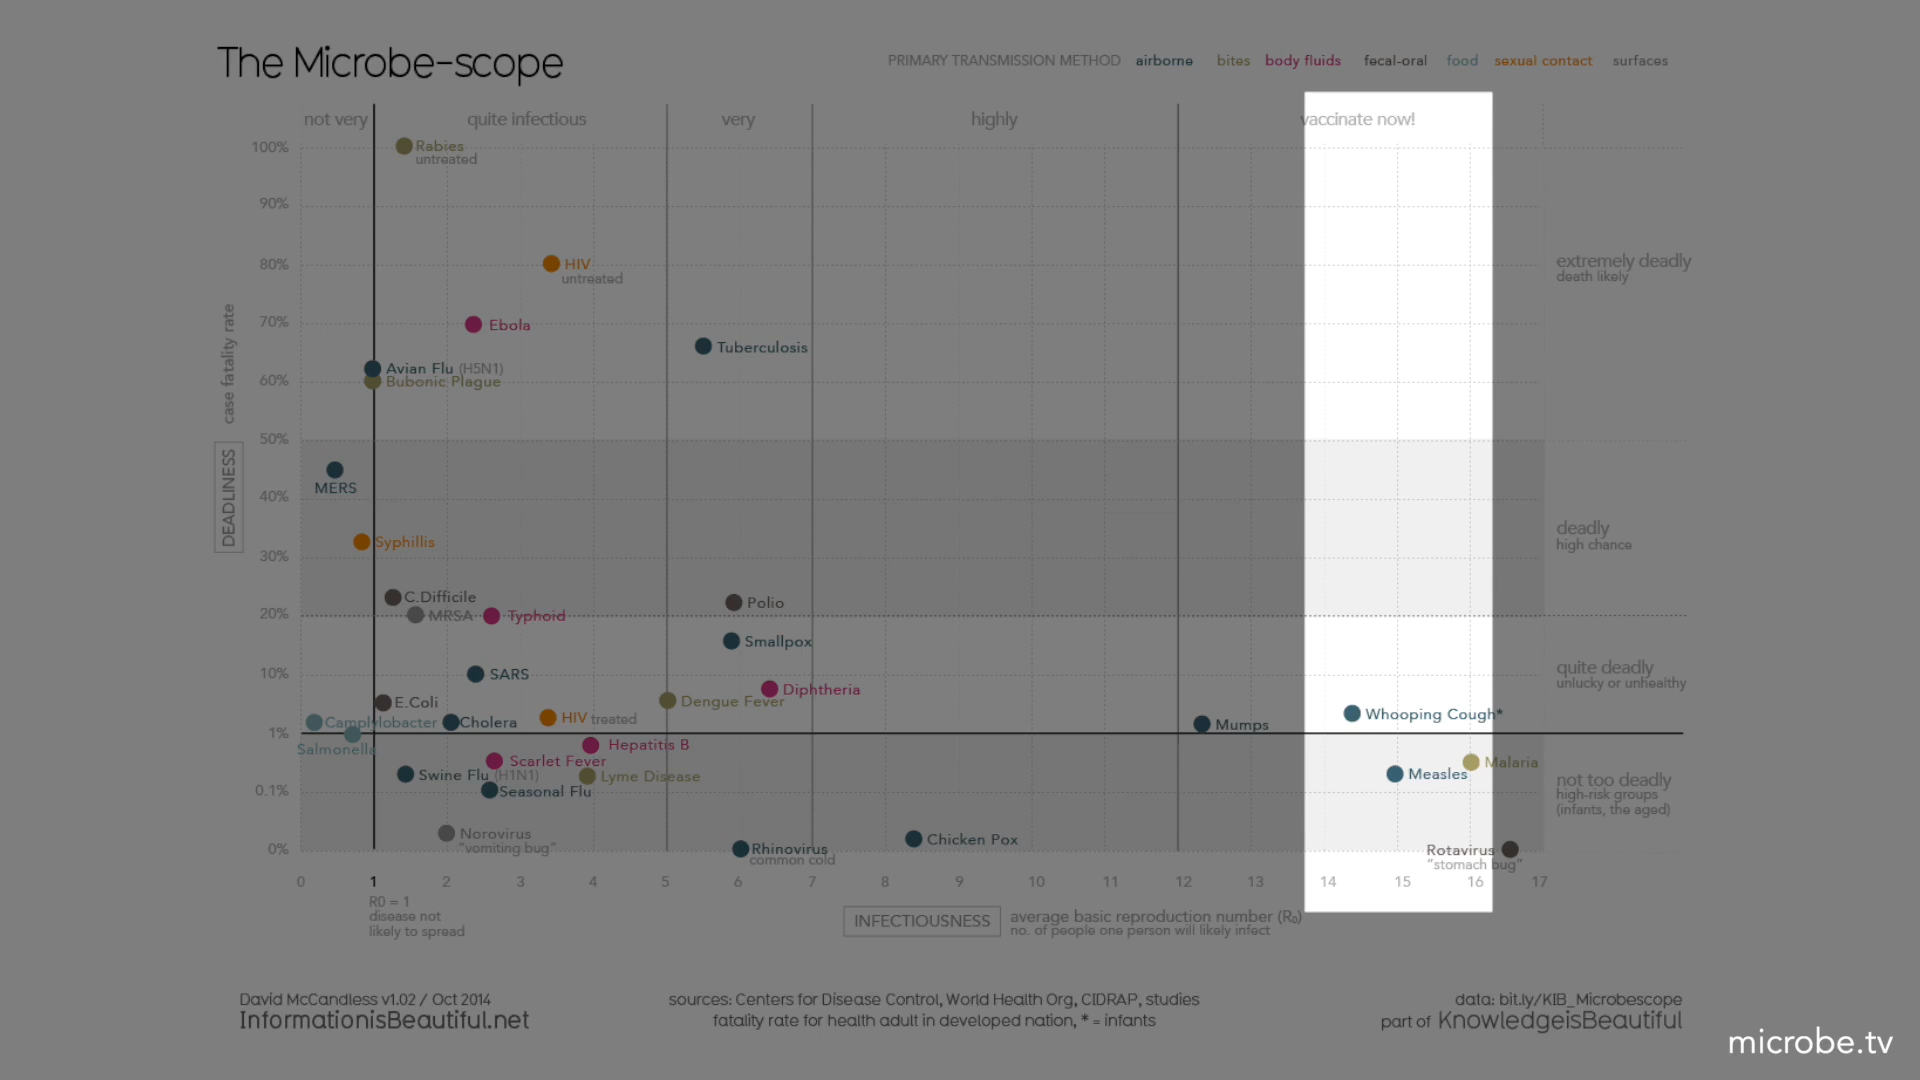 The Microbe-scope
PRIMARY TRANSMISSION METHOD airborne bites body fluids fecal-oral food sexual contact surfaces
not very quite infectious very highly vaccinate now!
100%
90%
80%
70%
60%
50%
40%
30%
20%
10%
1%
0.1%
0%
case fatality rate
DEADLINESS
Rabies
untreated
HIV
untreated
Ebola
Tuberculosis
Avian Flu (H5N1)
Bubonic Plague
MERS
Syphillis
C.Difficile
MRSA
Typhoid
Polio
Smallpox
SARS
Diphtheria
Dengue Fever
E.Coli
HIV treated
Camplylobacter
Cholera
Mumps
Whooping Cough*
Salmonella
Hepatitis B
Scarlet Fever
Malaria
Swine Flu (H1N1)
Lyme Disease
Measles
Seasonal Flu
Norovirus
"vomiting bug"
Rhinovirus
common cold
Chicken Pox
Rotavirus
"stomach bug"
extremely deadly
death likely
deadly
high chance
quite deadly
unlucky or unhealthy
not too deadly
high-risk groups
(infants, the aged)
0 1 2 3 4 5 6 7 8 9 10 11 12 13 14 15 16 17
R0 = 1
disease not
likely to spread
INFECTIOUSNESS
average basic reproduction number (R₀)
no. of people one person will likely infect
David McCandless v1.02 / Oct 2014
InformationisBeautiful.net
sources: Centers for Disease Control, World Health Org, CIDRAP, studies
fatality rate for health adult in developed nation, * = infants
data: bit.ly/KIB_Microbescope
part of KnowledgeisBeautiful
microbe.tv